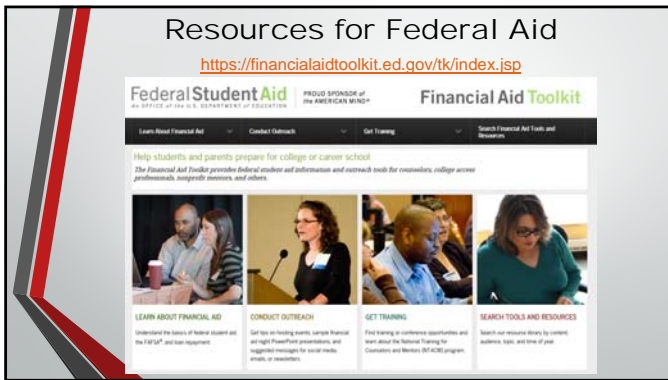 Resources for Federal Aid
https://financialaidtoolkit.ed.gov/tk/index.jsp
Federal Student Aid
An OFFICE of the U.S. DEPARTMENT of EDUCATION
PROUD SPONSOR of
the AMERICAN MIND®
Financial Aid Toolkit
Learn About Financial Aid
Conduct Outreach
Get Training
Search Financial Aid Tools and
Resources
Help students and parents prepare for college or career school
The Financial Aid Toolkit provides federal student aid information and outreach tools for counselors, college access
professionals, nonprofit mentors, and others.
LEARN ABOUT FINANCIAL AID
Understand the basics of federal student aid,
the FAFSA®, and loan repayment.
CONDUCT OUTREACH
Get tips on hosting events, sample financial
aid night PowerPoint presentations, and
suggested messages for social media,
emails, or newsletters.
GET TRAINING
Find training or conference opportunities and
learn about the National Training for
Counselors and Mentors (NT4CM) program.
SEARCH TOOLS AND RESOURCES
Search our resource library by content,
audience, topic, and time of year.